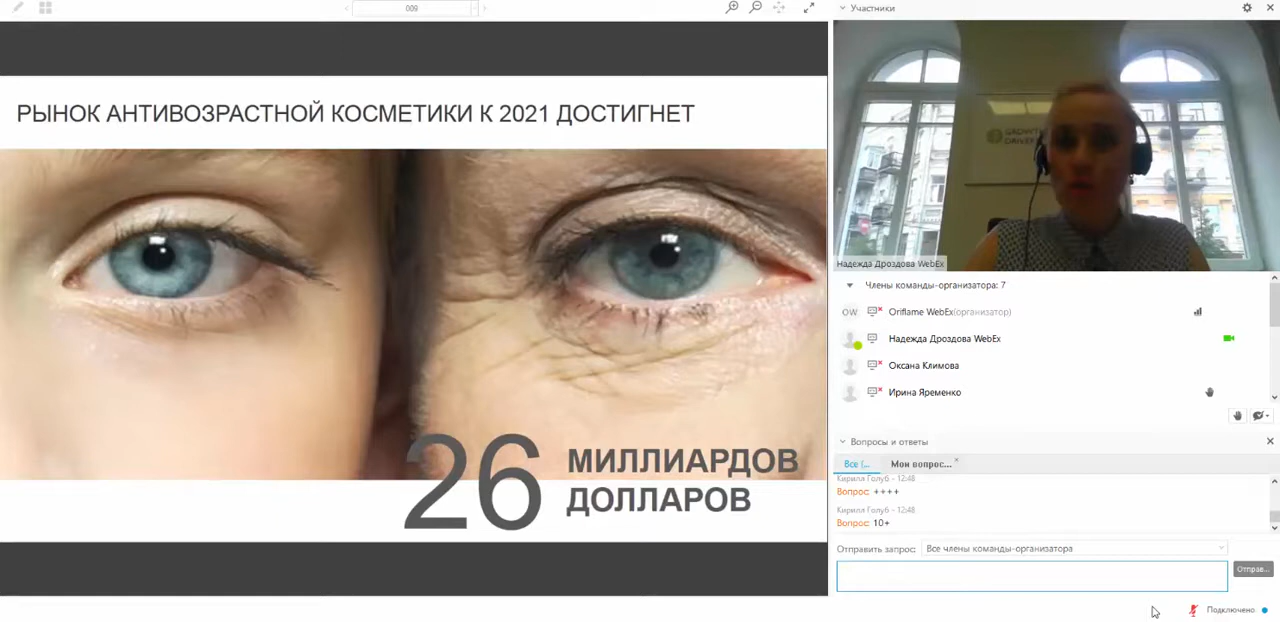 009
РЫНОК АНТИВОЗРАСТНОЙ КОСМЕТИКИ К 2021 ДОСТИГНЕТ
26 МИЛЛИАРДОВ
ДОЛЛАРОВ
Участники
GROWTH
DRIVER
Надежда Дроздова WebEx
Члены команды-организатора: 7
OW Oriflame WebEx(организатор)
Надежда Дроздова WebEx
Оксана Климова
Ирина Яременко
Вопросы и ответы
Все (... Мои вопрос...
Кирилл Голуб - 12:48
Вопрос: ++++
Кирилл Голуб - 12:48
Вопрос: 10+
Отправить запрос: Все члены команды-организатора
Отправ...
Подключено